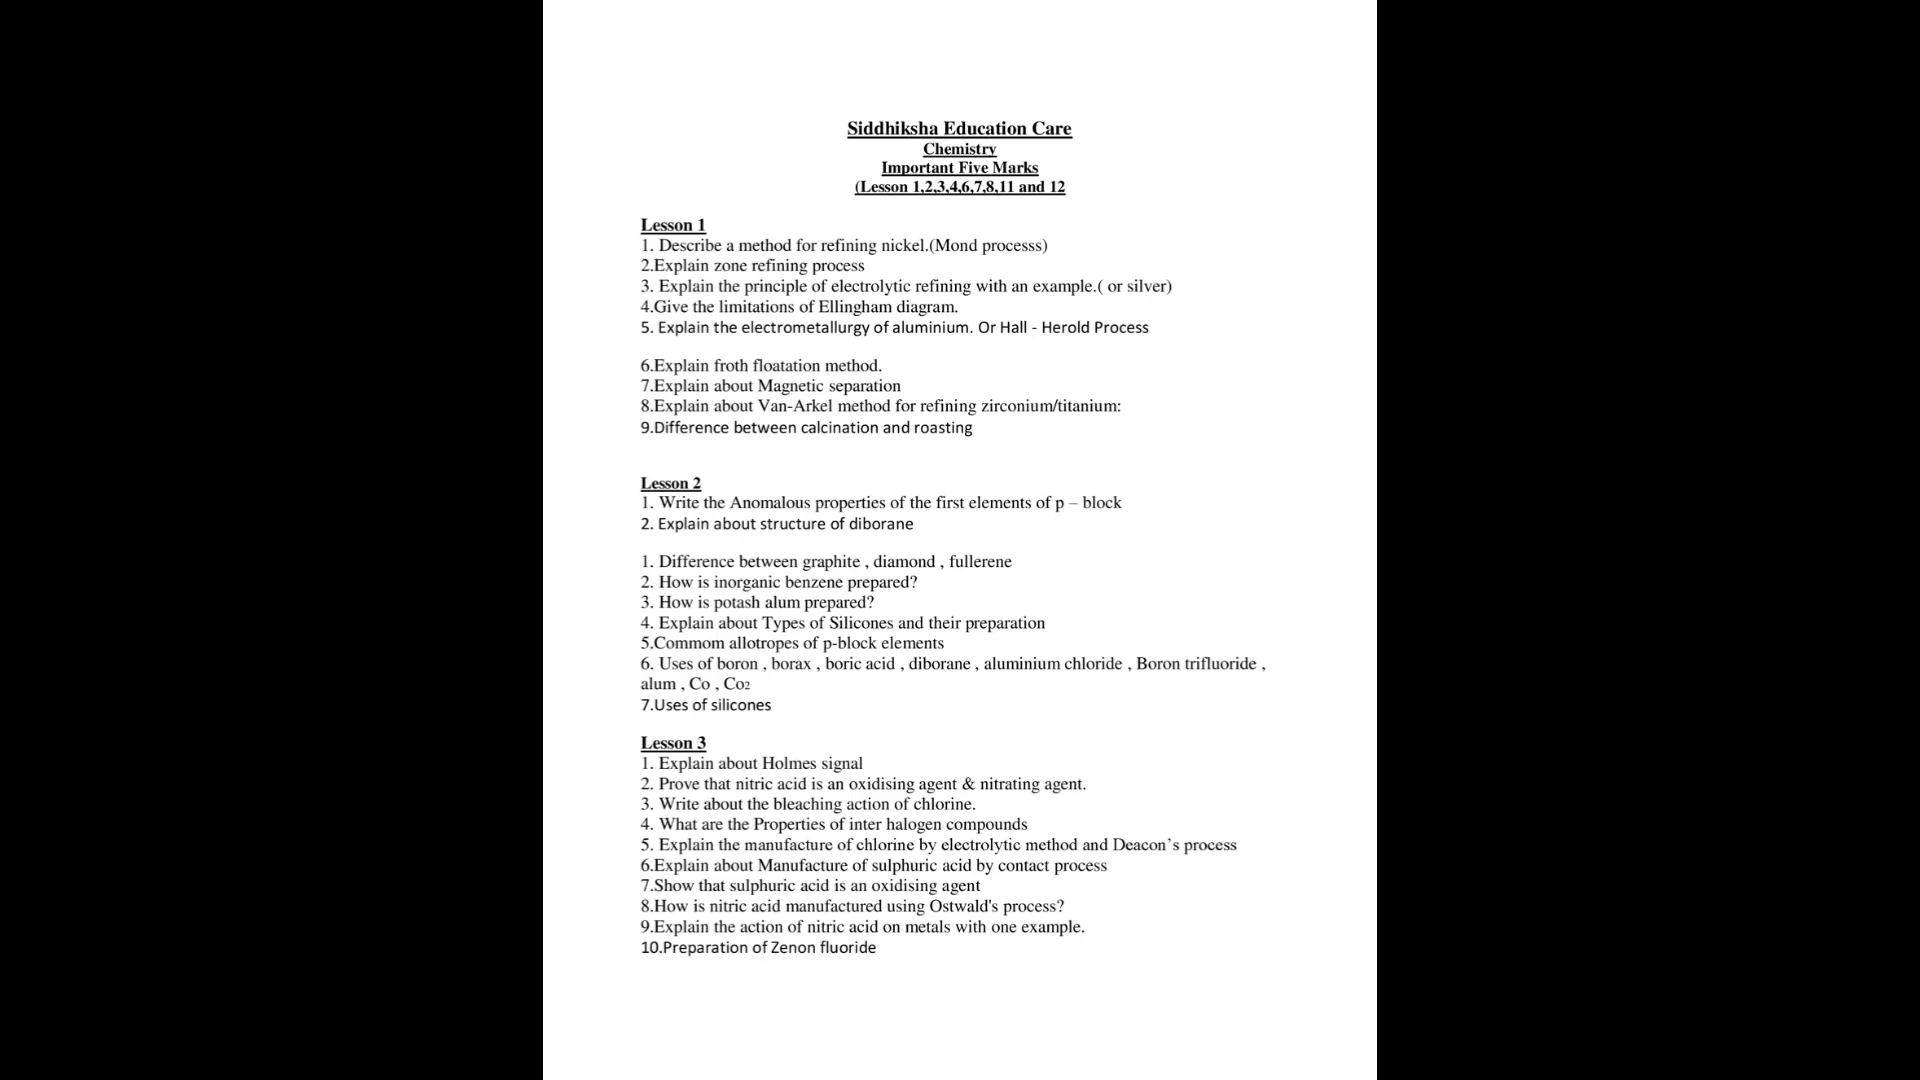 Siddhiksha Education Care
Chemistry
Important Five Marks
(Lesson 1,2,3,4,6,7,8,11 and 12
Lesson 1
1. Describe a method for refining nickel.(Mond processs)
2.Explain zone refining process
3. Explain the principle of electrolytic refining with an example.( or silver)
4.Give the limitations of Ellingham diagram.
5. Explain the electrometallurgy of aluminium. Or Hall - Herold Process
6.Explain froth floatation method.
7.Explain about Magnetic separation
8.Explain about Van-Arkel method for refining zirconium/titanium:
9.Difference between calcination and roasting
Lesson 2
1. Write the Anomalous properties of the first elements of p – block
2. Explain about structure of diborane
1. Difference between graphite , diamond , fullerene
2. How is inorganic benzene prepared?
3. How is potash alum prepared?
4. Explain about Types of Silicones and their preparation
5.Commom allotropes of p-block elements
6. Uses of boron , borax , boric acid , diborane , aluminium chloride , Boron trifluoride ,
alum , Co , Co2
7.Uses of silicones
Lesson 3
1. Explain about Holmes signal
2. Prove that nitric acid is an oxidising agent & nitrating agent.
3. Write about the bleaching action of chlorine.
4. What are the Properties of inter halogen compounds
5. Explain the manufacture of chlorine by electrolytic method and Deacon’s process
6.Explain about Manufacture of sulphuric acid by contact process
7.Show that sulphuric acid is an oxidising agent
8.How is nitric acid manufactured using Ostwald's process?
9.Explain the action of nitric acid on metals with one example.
10.Preparation of Zenon fluoride